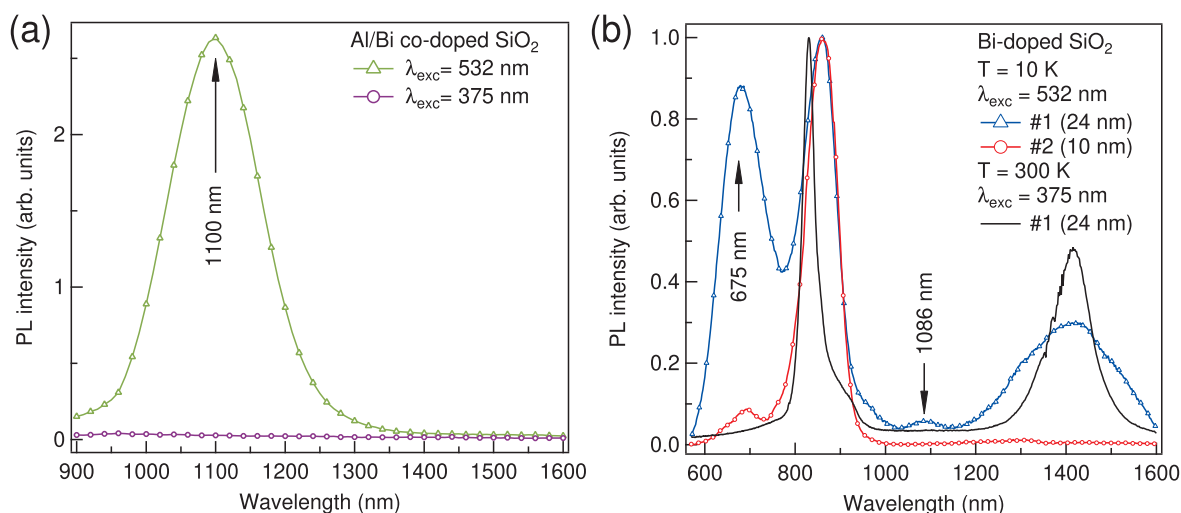 (a)
Al/Bi co-doped SiO₂
λexc= 532 nm
λexc= 375 nm
1100 nm
PL intensity (arb. units)
2
1
0
900 1000 1100 1200 1300 1400 1500 1600
Wavelength (nm)
(b)
Bi-doped SiO₂
T = 10 K
λexc = 532 nm
#1 (24 nm)
#2 (10 nm)
T = 300 K
λexc = 375 nm
#1 (24 nm)
675 nm
1086 nm
PL intensity (arb. units)
1.0
0.8
0.6
0.4
0.2
0.0
600 800 1000 1200 1400 1600
Wavelength (nm)